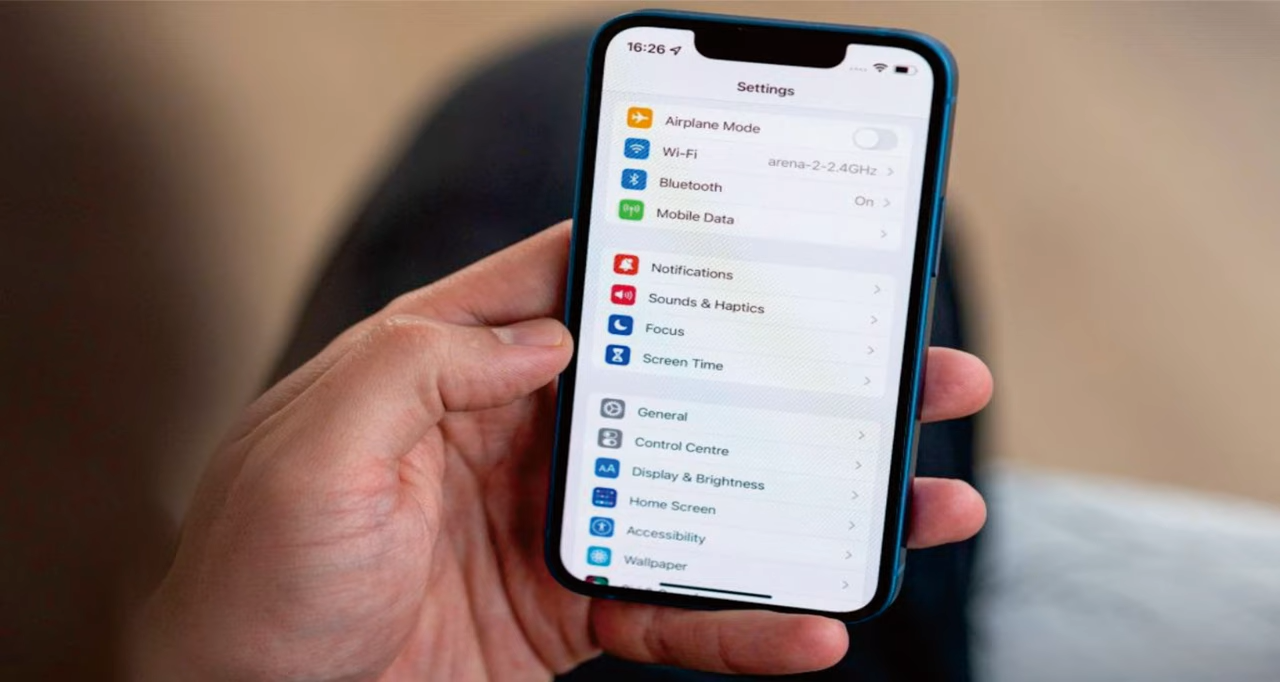 16:26
Settings
Airplane Mode
Wi-Fi arena-2-2.4GHz
Bluetooth On
Mobile Data
Notifications
Sounds & Haptics
Focus
Screen Time
General
Control Centre
AA Display & Brightness
Home Screen
Accessibility
Wallpaper